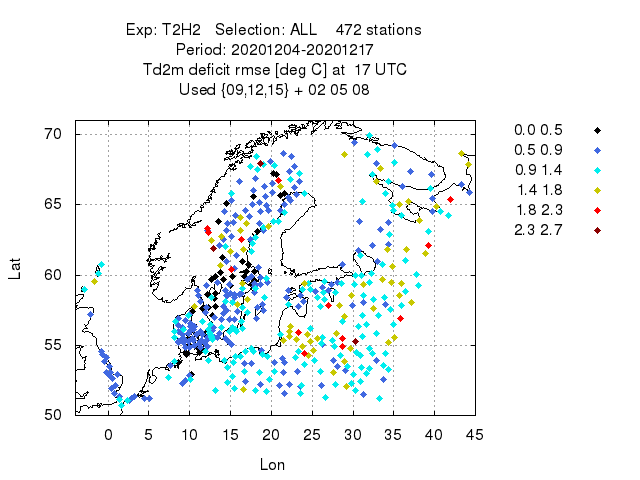 Exp: T2H2 Selection: ALL 472 stations
Period: 20201204-20201217
Td2m deficit rmse [deg C] at 17 UTC
Used {09,12,15} + 02 05 08
0.0 0.5
0.5 0.9
0.9 1.4
1.4 1.8
1.8 2.3
2.3 2.7
70
65
60
55
50
Lat
0 5 10 15 20 25 30 35 40 45
Lon